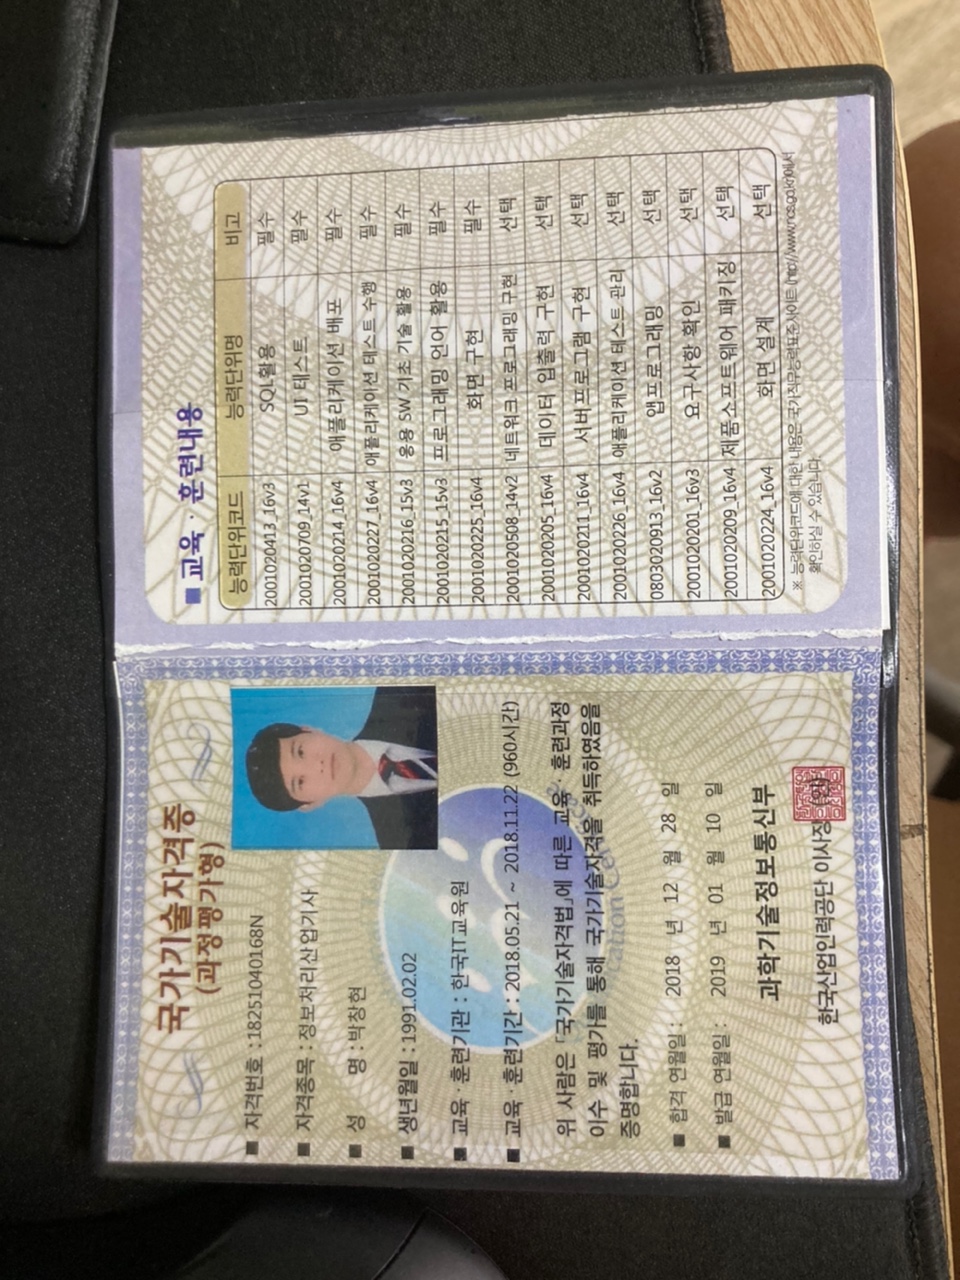 국가기술자격증
(과정평가형)
■ 자격번호 : 18251040168N
■ 자격종목 : 정보처리산업기사
■ 성 명 : 박창현
■ 생년월일 : 1991.02.02
■ 교육 · 훈련기관 : 한국IT교육원
■ 교육 · 훈련기간 : 2018.05.21 ~ 2018.11.22 (960시간)
위 사람은 「국가기술자격법」에 따른 교육 · 훈련과정
이수 및 평가를 통해 국가기술자격을 취득하였음을
증명합니다.
■ 합격 연월일 : 2018 년 12 월 28 일
■ 발급 연월일 : 2019 년 01 월 10 일
과학기술정보통신부
한국산업인력공단 이사장 (인)
■ 교육 · 훈련내용
능력단위코드 능력단위명 비고
2001020413_16v3 SQL활용 필수
2001020709_14v1 UI 테스트 필수
2001020214_16v4 애플리케이션 배포 필수
2001020227_16v4 애플리케이션 테스트 수행 필수
2001020216_15v3 응용 SW 기초 기술 활용 필수
2001020215_15v3 프로그래밍 언어 활용 필수
2001020225_16v4 화면 구현 필수
2001020508_14v2 네트워크 프로그래밍 구현 선택
2001020205_16v4 데이터 입출력 구현 선택
2001020211_16v4 서버프로그램 구현 선택
2001020226_16v4 애플리케이션 테스트 관리 선택
0803020913_16v2 앱프로그래밍 선택
2001020201_16v3 요구사항 확인 선택
2001020209_16v4 제품소프트웨어 패키징 선택
2001020224_16v4 화면 설계 선택
※ 능력단위코드에 대한 내용은 국가직무능력표준사이트 (http://www.ncs.go.kr)에서
확인하실 수 있습니다.